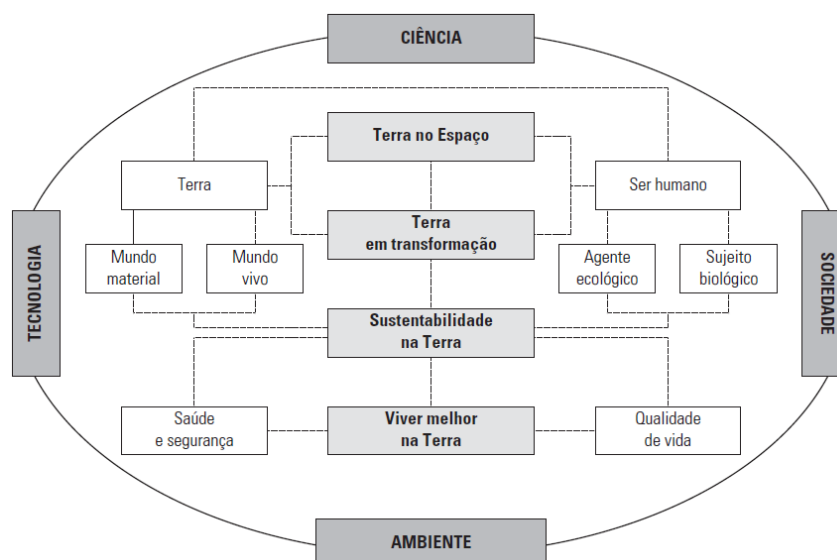 CIÊNCIA
Terra no Espaço
Terra
Ser humano
Terra
em transformação
Mundo
material
Mundo
vivo
Agente
ecológico
Sujeito
biológico
TECNOLOGIA
SOCIEDADE
Sustentabilidade
na Terra
Saúde
e segurança
Viver melhor
na Terra
Qualidade
de vida
AMBIENTE